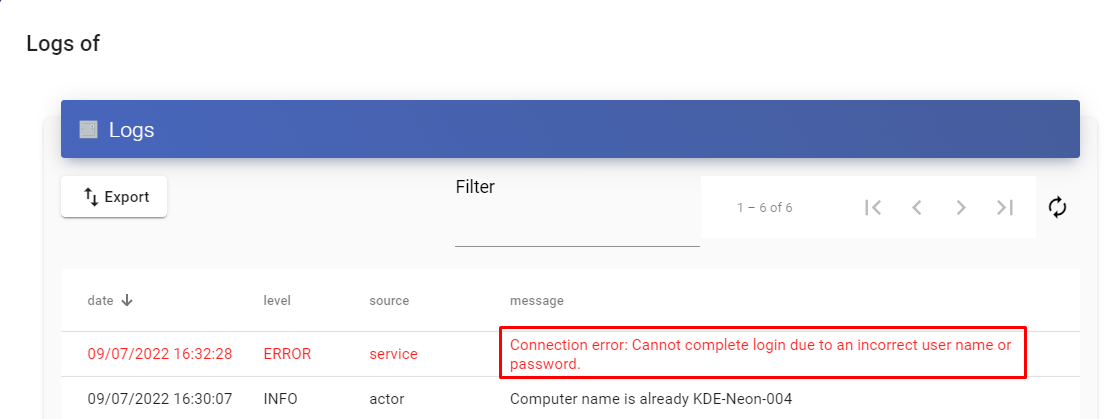 Logs of
Logs
Export
Filter
1 – 6 of 6
date level source message
09/07/2022 16:32:28 ERROR service Connection error: Cannot complete login due to an incorrect user name or
password.
09/07/2022 16:30:07 INFO actor Computer name is already KDE-Neon-004